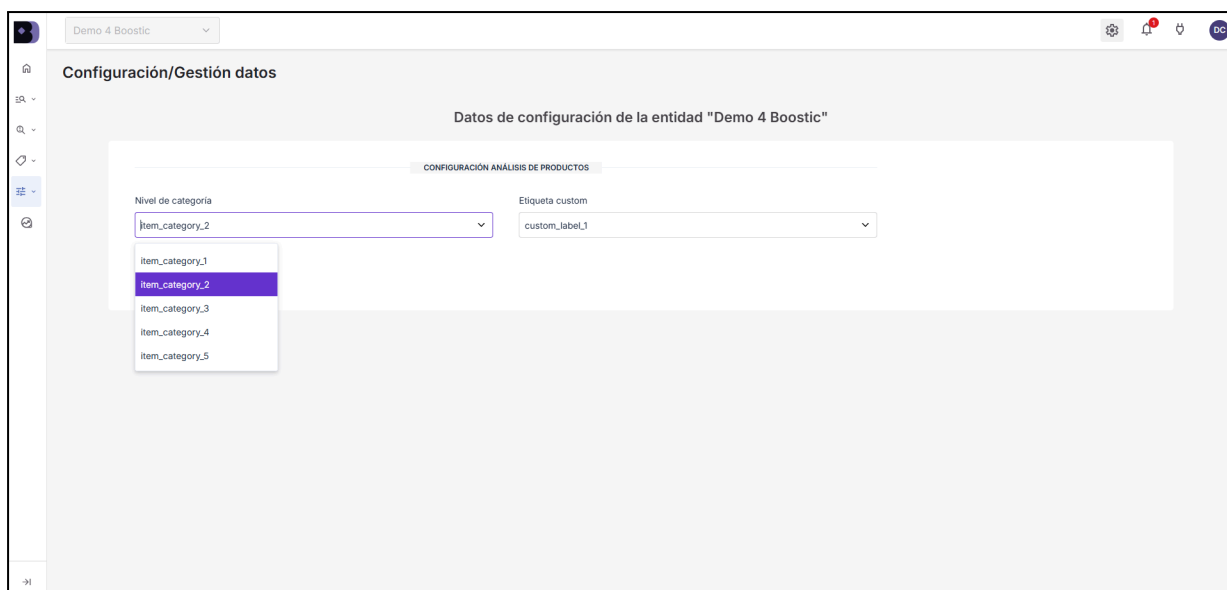 Demo 4 Boostic
1
DC
Configuración/Gestión datos
Datos de configuración de la entidad "Demo 4 Boostic"
CONFIGURACIÓN ANÁLISIS DE PRODUCTOS
Nivel de categoría
Etiqueta custom
item_category_2
custom_label_1
item_category_1
item_category_2
item_category_3
item_category_4
item_category_5